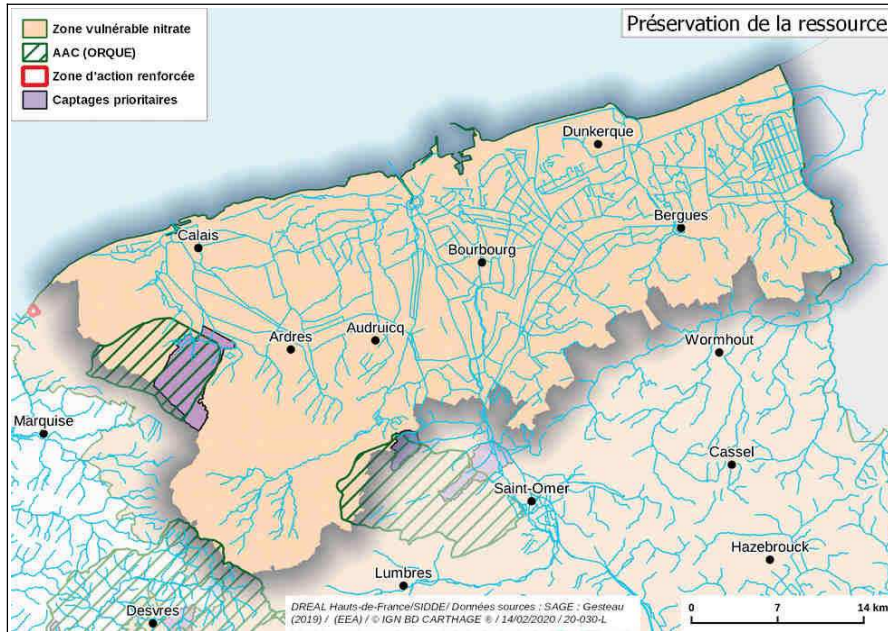 Préservation de la ressource
Zone vulnérable nitrate
AAC (ORQUE)
Zone d'action renforcée
Captages prioritaires
Dunkerque
Bergues
Calais
Bourbourg
Ardres
Audruicq
Wormhout
Marquise
Cassel
Saint-Omer
Hazebrouck
Lumbres
Desvres
DREAL Hauts-de-France/SIDDE/ Données sources : SAGE : Gesteau
(2019) / (EEA) / © IGN BD CARTHAGE ® / 14/02/2020 / 20-030-L
0 7 14 km